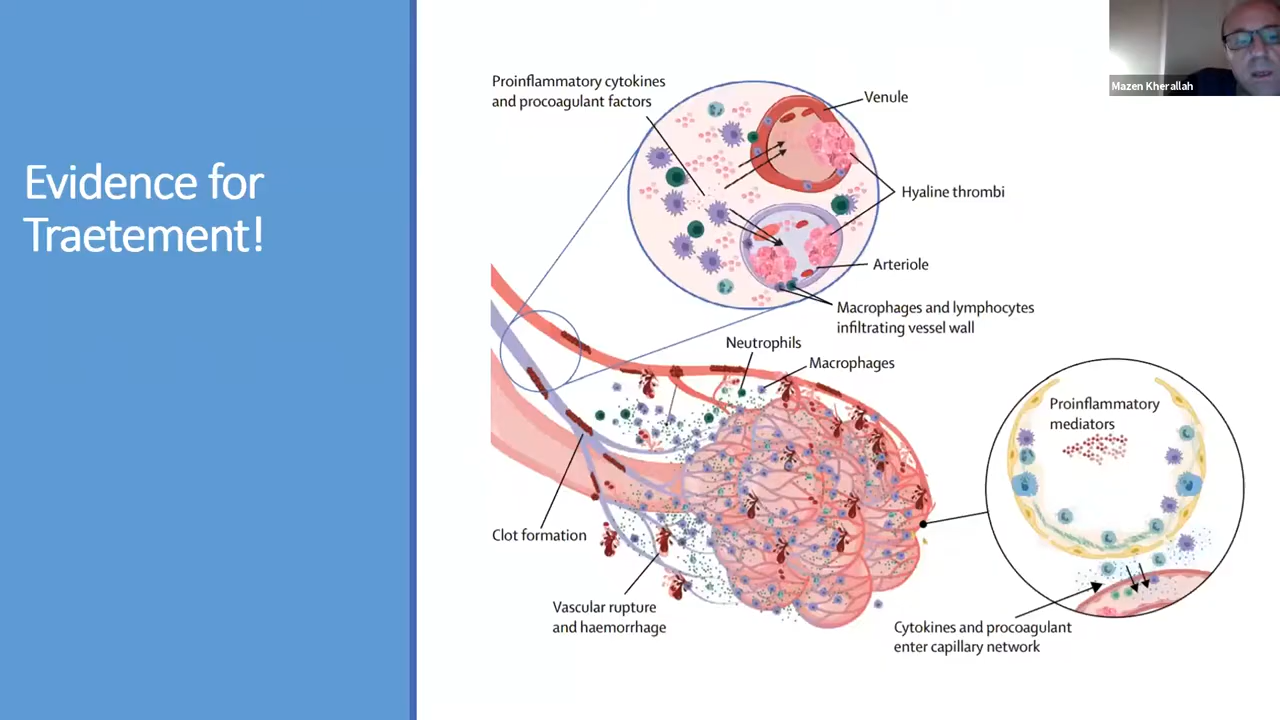 Evidence for
Traetement!
Proinflammatory cytokines
and procoagulant factors
Venule
Hyaline thrombi
Arteriole
Macrophages and lymphocytes
infiltrating vessel wall
Neutrophils
Macrophages
Proinflammatory
mediators
Clot formation
Vascular rupture
and haemorrhage
Cytokines and procoagulant
enter capillary network
Mazen Kherallah